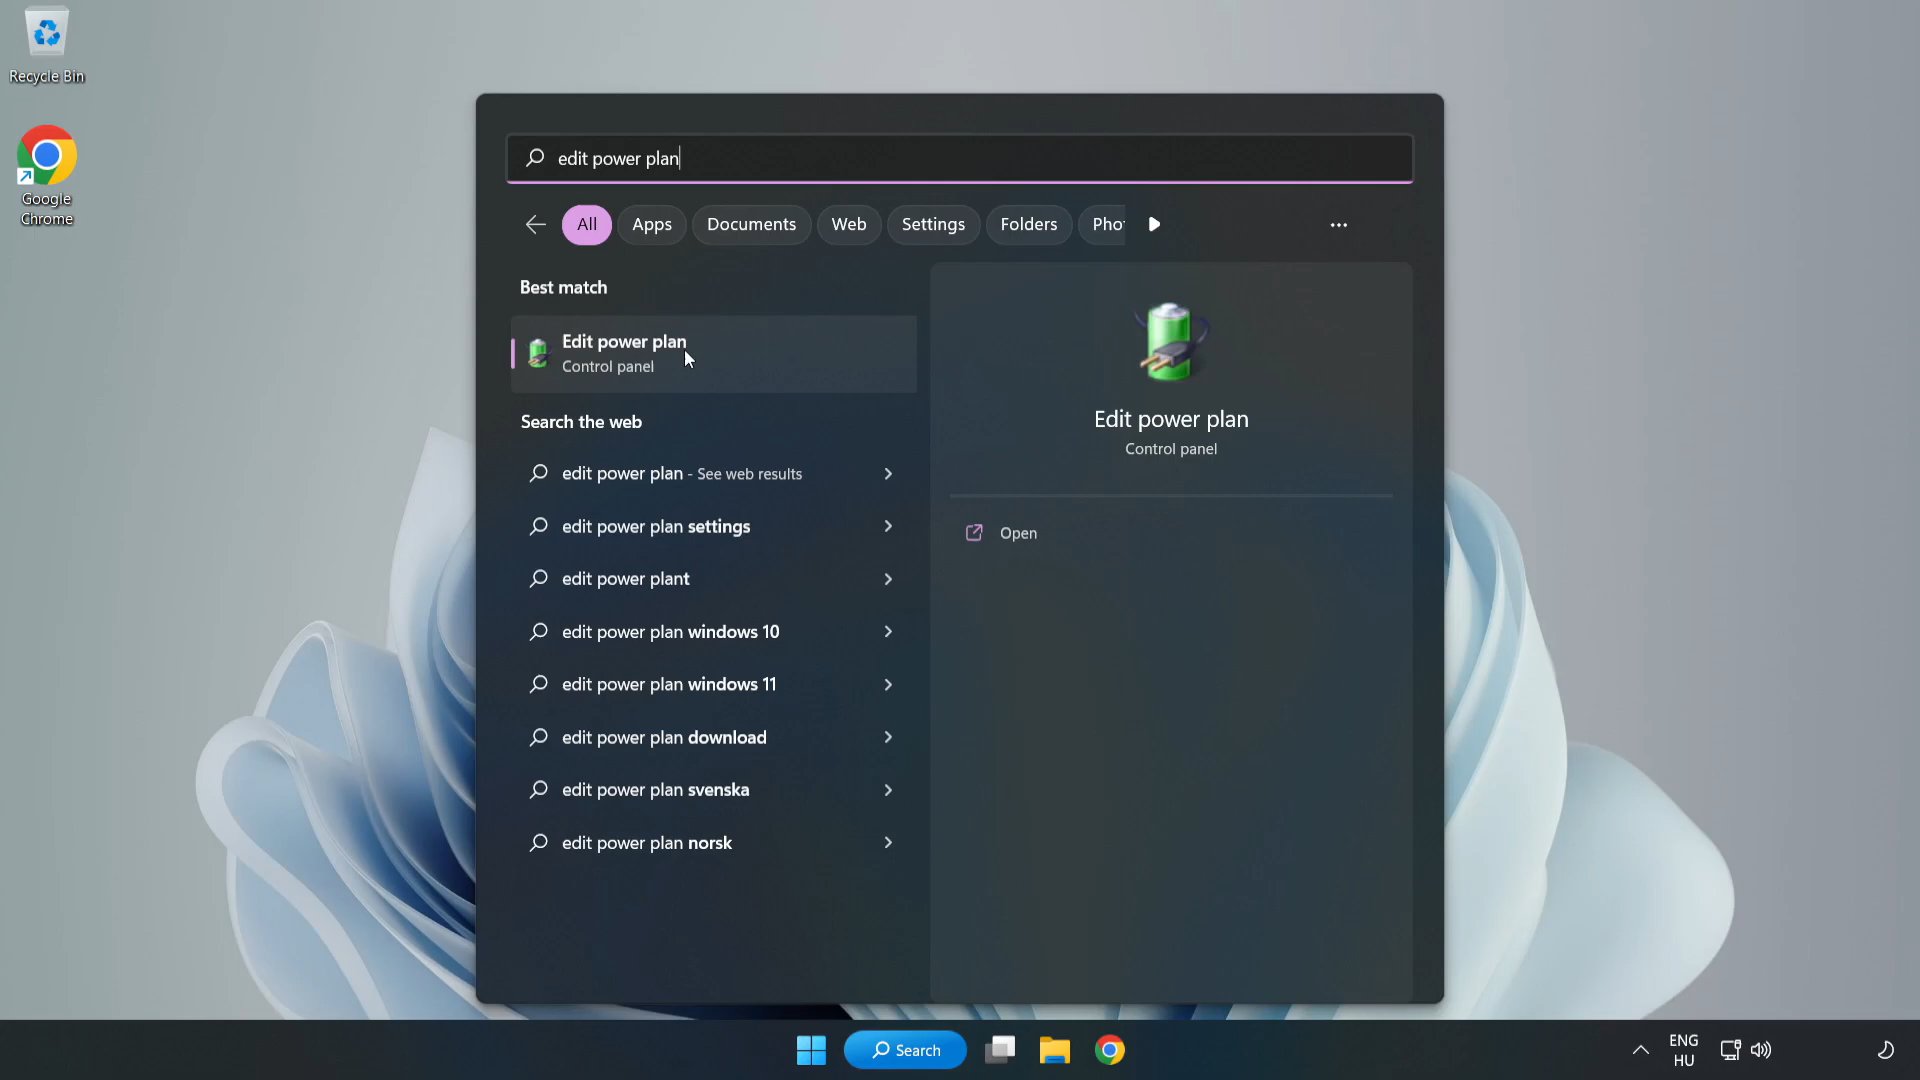 Recycle Bin
Google
Chrome
edit power plan
All
Apps
Documents
Web
Settings
Folders
Pho
Best match
Edit power plan
Control panel
Search the web
edit power plan - See web results
edit power plan settings
edit power plant
edit power plan windows 10
edit power plan windows 11
edit power plan download
edit power plan svenska
edit power plan norsk
Edit power plan
Control panel
Open
Search
ENG
HU